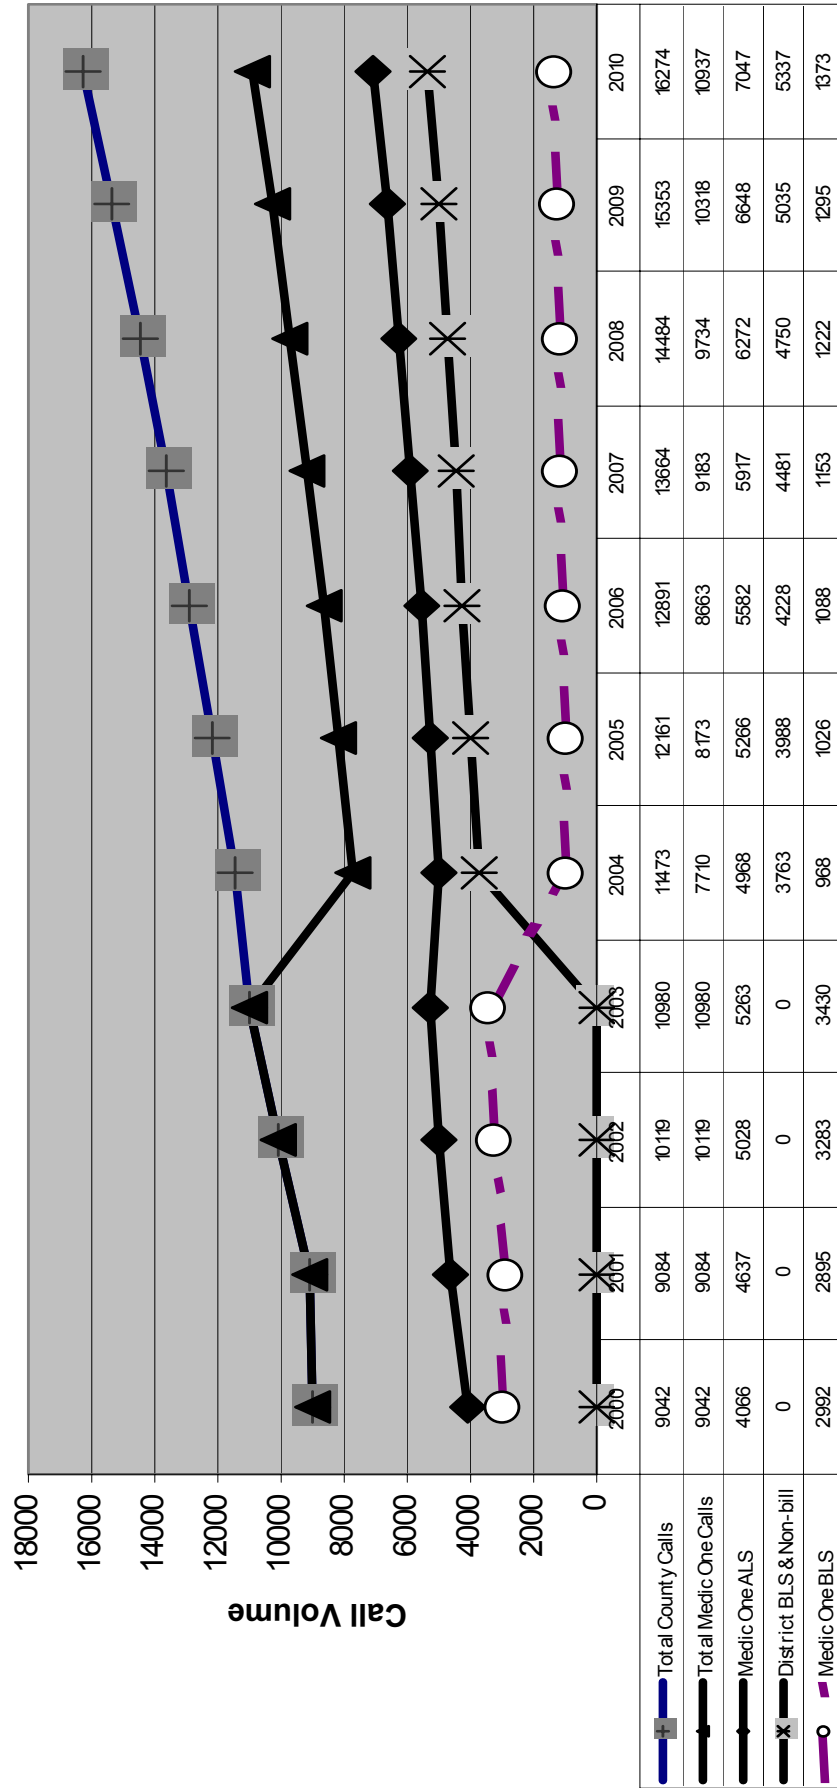 Call Volume
18000
16000
14000
12000
10000
8000
6000
4000
2000
0
2000 2001 2002 2003 2004 2005 2006 2007 2008 2009 2010
Total County Calls 9042 9084 10119 10980 11473 12161 12891 13664 14484 15353 16274
Total Medic One Calls 9042 9084 10119 10980 7710 8173 8663 9183 9734 10318 10937
Medic One ALS 4066 4637 5028 5263 4968 5266 5582 5917 6272 6648 7047
District BLS & Non-bill 0 0 0 0 3763 3988 4228 4481 4750 5035 5337
Medic One BLS 2992 2895 3283 3430 968 1026 1088 1153 1222 1295 1373